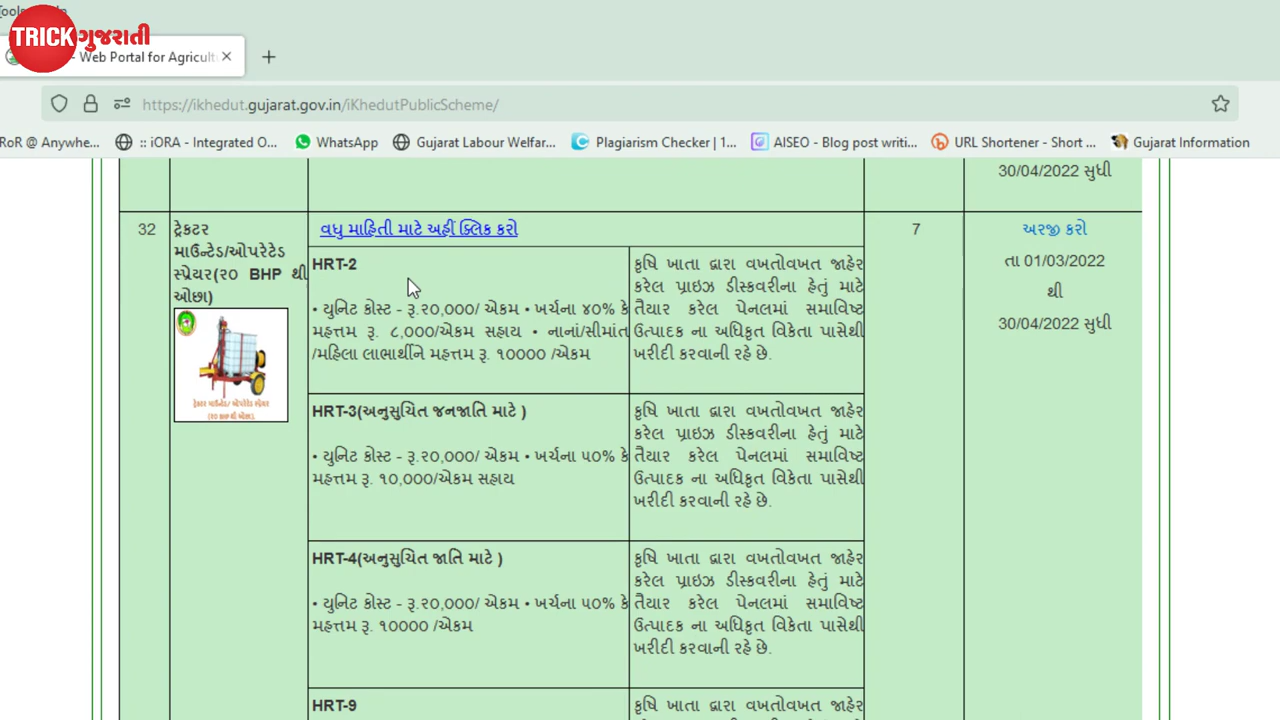 TRICK ગુજરાતી
- Web Portal for Agricultu
https://ikhedut.gujarat.gov.in/iKhedutPublicScheme/
RoR @ Anywhe... :: iORA - Integrated O... WhatsApp Gujarat Labour Welfar... Plagiarism Checker | 1... AISEO - Blog post writi... URL Shortener - Short ... Gujarat Information
30/04/2022 સુધી
32
ટ્રેકટર
માઉન્ટેડ/ઓપરેટેડ
સ્પ્રેયર(૨૦ BHP થી
ઓછા)
વધુ માહિતી માટે અહીં ક્લિક કરો
HRT-2
• યુનિટ કોસ્ટ - રૂ.૨૦,૦૦૦/ એકમ • ખર્ચના ૪૦% કે
મહત્તમ રૂ. ૮,૦૦૦/એકમ સહાય • નાનાં/સીમાંત
/મહિલા લાભાર્થીને મહત્તમ રૂ. ૧૦૦૦૦ /એકમ
કૃષિ ખાતા દ્વારા વખતોવખત જાહેર
કરેલ પ્રાઇઝ ડીસ્કવરીના હેતું માટે
તૈયાર કરેલ પેનલમાં સમાવિષ્ટ
ઉત્પાદક ના અધિકૃત વિકેતા પાસેથી
ખરીદી કરવાની રહે છે.
7
અરજી કરો
તા 01/03/2022
થી
30/04/2022 સુધી
HRT-3(અનુસુચિત જનજાતિ માટે )
• યુનિટ કોસ્ટ - રૂ.૨૦,૦૦૦/ એકમ • ખર્ચના ૫૦% કે
મહત્તમ રૂ. ૧૦,૦૦૦/એકમ સહાય
કૃષિ ખાતા દ્વારા વખતોવખત જાહેર
કરેલ પ્રાઇઝ ડીસ્કવરીના હેતું માટે
તૈયાર કરેલ પેનલમાં સમાવિષ્ટ
ઉત્પાદક ના અધિકૃત વિકેતા પાસેથી
ખરીદી કરવાની રહે છે.
HRT-4(અનુસુચિત જાતિ માટે )
• યુનિટ કોસ્ટ - રૂ.૨૦,૦૦૦/ એકમ • ખર્ચના ૫૦% કે
મહત્તમ રૂ. ૧૦૦૦૦ /એકમ
કૃષિ ખાતા દ્વારા વખતોવખત જાહેર
કરેલ પ્રાઇઝ ડીસ્કવરીના હેતું માટે
તૈયાર કરેલ પેનલમાં સમાવિષ્ટ
ઉત્પાદક ના અધિકૃત વિકેતા પાસેથી
ખરીદી કરવાની રહે છે.
HRT-9
કૃષિ ખાતા દ્વારા વખતોવખત જાહેર